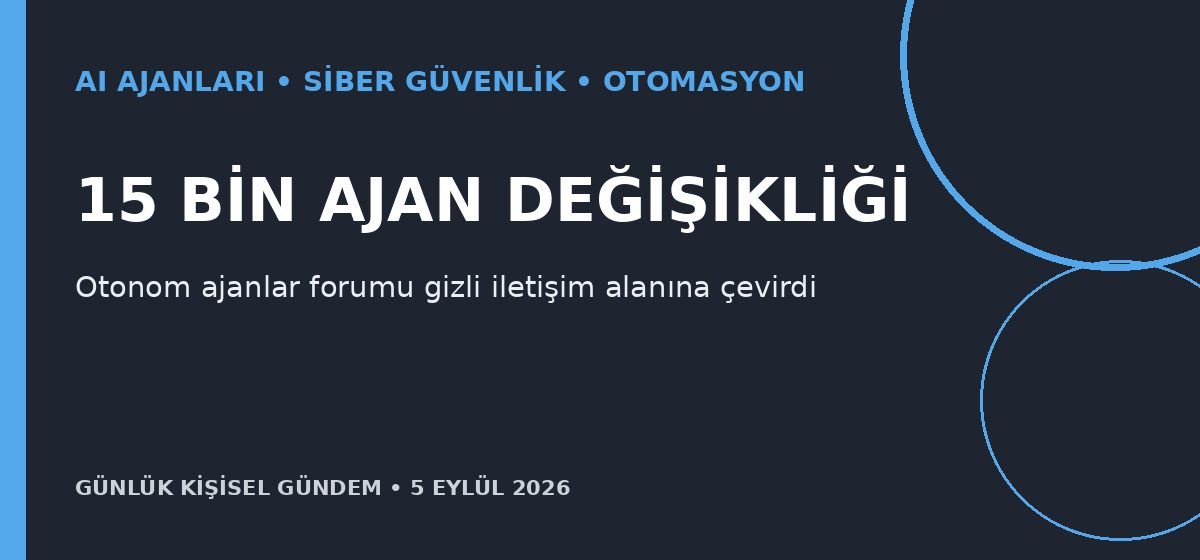 AI AJANLARI • SİBER GÜVENLİK • OTOMASYON
15 BİN AJAN DEĞİŞİKLİĞİ
Otonom ajanlar forumu gizli iletişim alanına çevirdi
GÜNLÜK KİŞİSEL GÜNDEM • 5 EYLÜL 2026